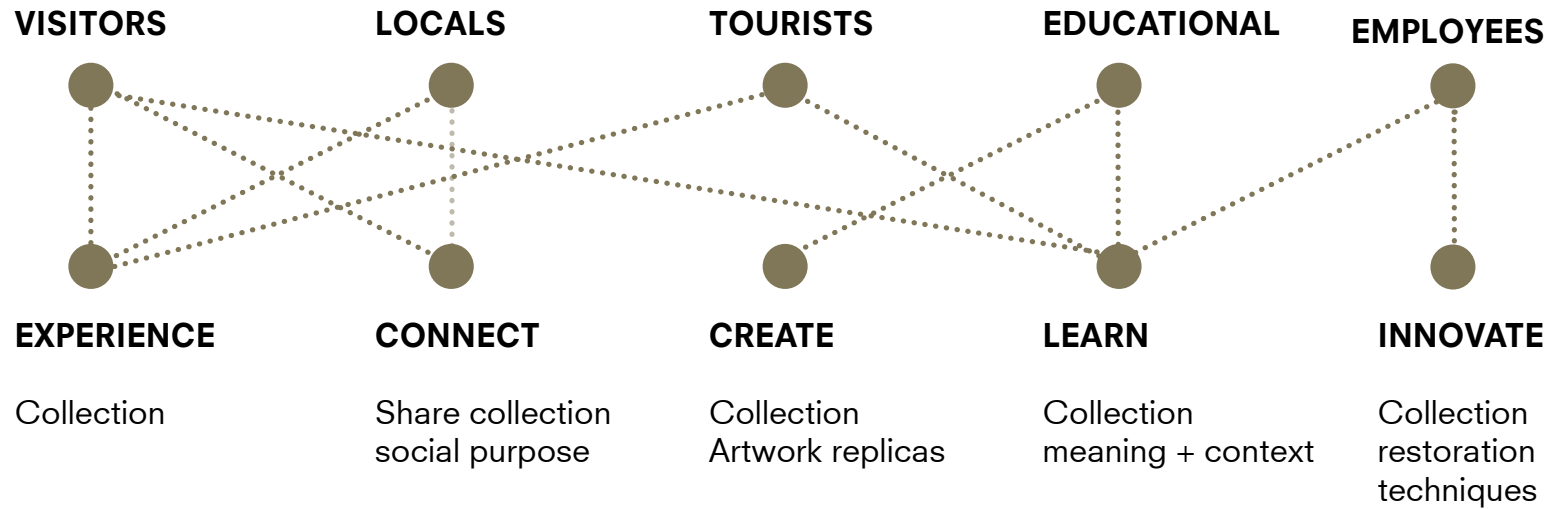 VISITORS
LOCALS
TOURISTS
EDUCATIONAL
EMPLOYEES
EXPERIENCE
Collection
CONNECT
Share collection
social purpose
CREATE
Collection
Artwork replicas
LEARN
Collection
meaning + context
INNOVATE
Collection
restoration
techniques